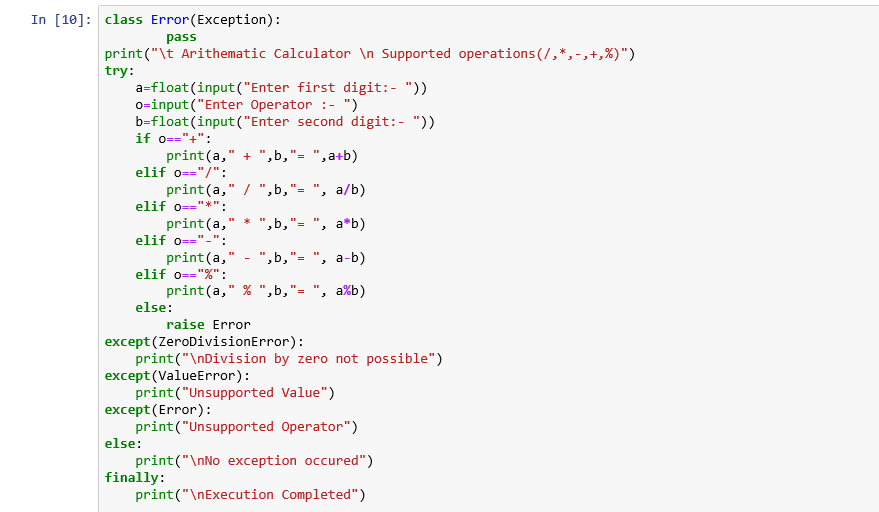 In [10]: class Error(Exception):
        pass
print("\t Arithematic Calculator \n Supported operations(/,*,-,+,%)")
try:
    a=float(input("Enter first digit:- "))
    o=input("Enter Operator :- ")
    b=float(input("Enter second digit:- "))
    if o=="+":
        print(a," + ",b,"= ",a+b)
    elif o=="/":
        print(a," / ",b,"= ", a/b)
    elif o=="*":
        print(a," * ",b,"= ", a*b)
    elif o=="-":
        print(a," - ",b,"= ", a-b)
    elif o=="%":
        print(a," % ",b,"= ", a%b)
    else:
        raise Error
except(ZeroDivisionError):
    print("\nDivision by zero not possible")
except(ValueError):
    print("Unsupported Value")
except(Error):
    print("Unsupported Operator")
else:
    print("\nNo exception occured")
finally:
    print("\nExecution Completed")